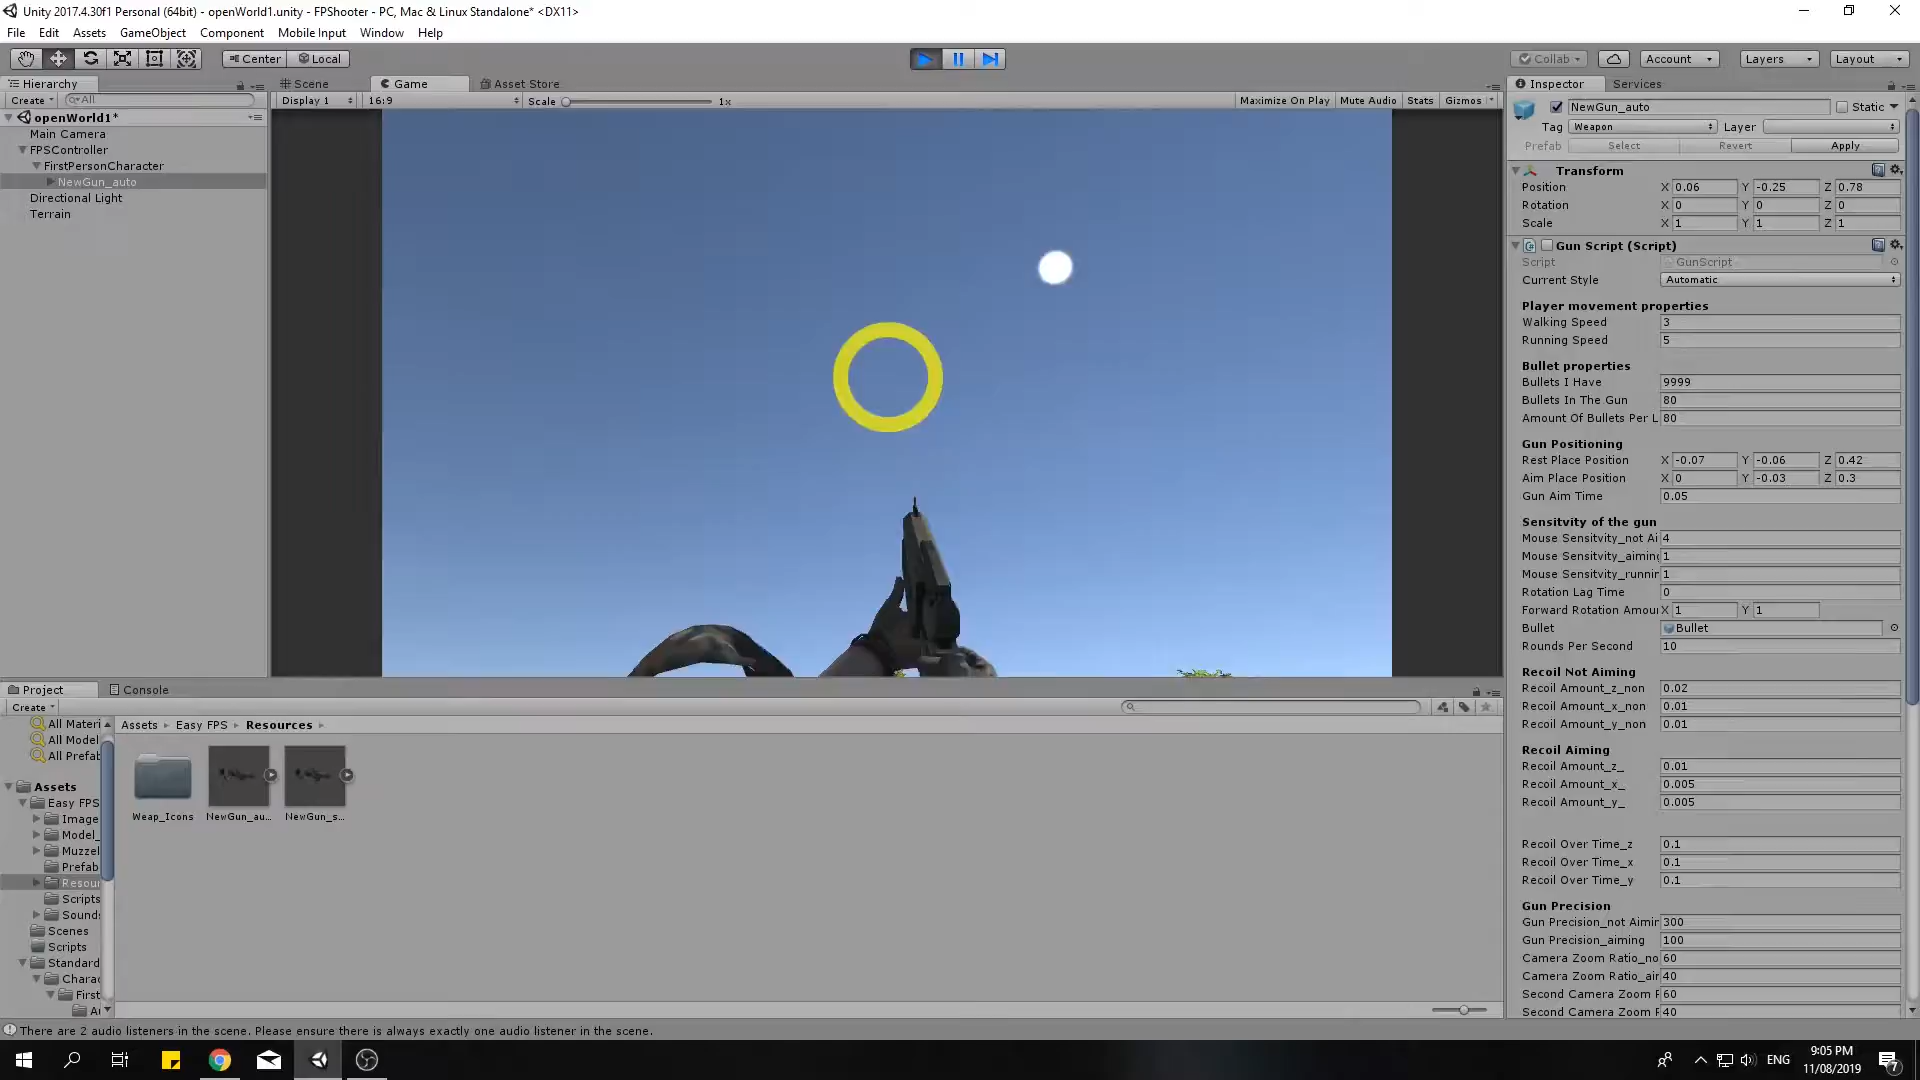 Unity 2017.4.30f1 Personal (64bit) - openWorld1.unity - FPShooter - PC, Mac & Linux Standalone* <DX11>
File Edit Assets GameObject Component Mobile Input Window Help
Center Local Collab Account Layers Layout
Hierarchy Scene Game Asset Store Inspector Services
Create All Display 1 16:9 Scale 1x Maximize On Play Mute Audio Stats Gizmos NewGun_auto Static
openWorld1*
Main Camera
FPSController
FirstPersonCharacter
NewGun_auto
Directional Light
Terrain
Tag Weapon Layer
Prefab Select Revert Apply
Transform
Position X 0.06 Y -0.25 Z 0.78
Rotation X 0 Y 0 Z 0
Scale X 1 Y 1 Z 1
Gun Script (Script)
Script GunScript
Current Style Automatic
Player movement properties
Walking Speed 3
Running Speed 5
Bullet properties
Bullets I Have 9999
Bullets In The Gun 80
Amount Of Bullets Per L 80
Gun Positioning
Rest Place Position X -0.07 Y -0.06 Z 0.42
Aim Place Position X 0 Y -0.03 Z 0.3
Gun Aim Time 0.05
Sensitvity of the gun
Mouse Sensitvity_not Ai 4
Mouse Sensitvity_aiming 1
Mouse Sensitvity_runnin 1
Rotation Lag Time 0
Forward Rotation Amou X 1 Y 1
Bullet Bullet
Rounds Per Second 10
Recoil Not Aiming
Recoil Amount_z_non 0.02
Recoil Amount_x_non 0.01
Recoil Amount_y_non 0.01
Recoil Aiming
Recoil Amount_z_ 0.01
Recoil Amount_x_ 0.005
Recoil Amount_y_ 0.005
Recoil Over Time_z 0.1
Recoil Over Time_x 0.1
Recoil Over Time_y 0.1
Gun Precision
Gun Precision_not Aimin 300
Gun Precision_aiming 100
Camera Zoom Ratio_no 60
Camera Zoom Ratio_ai 40
Second Camera Zoom 60
Second Camera Zoom 40
Project Console
Create
All Materi
All Model
All Prefab
Assets
Easy FPS
Image
Model_
Muzzel
Prefab
Resour
Scripts
Sounds
Scenes
Scripts
Standard
Charac
First
Assets Easy FPS Resources
Weap_Icons NewGun_au... NewGun_s...
There are 2 audio listeners in the scene. Please ensure there is always exactly one audio listener in the scene.
ENG 9:05 PM
11/08/2019
7